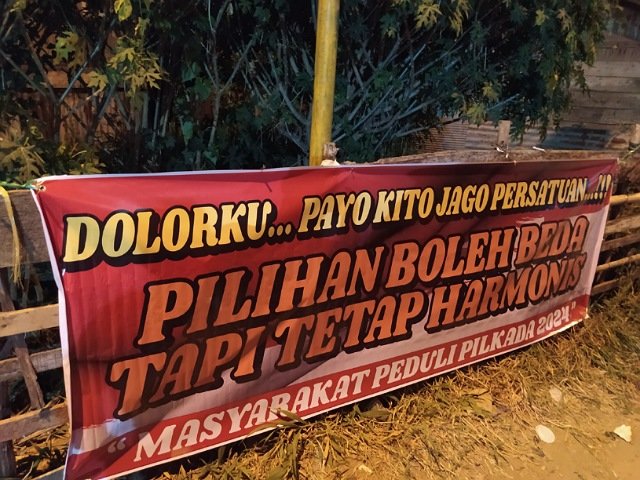 DOLORKU... PAYO KITO JAGO PERSATUAN...!!!
PILIHAN BOLEH BEDA
TAPI TETAP HARMONIS
"MASYARAKAT PEDULI PILKADA 2024"